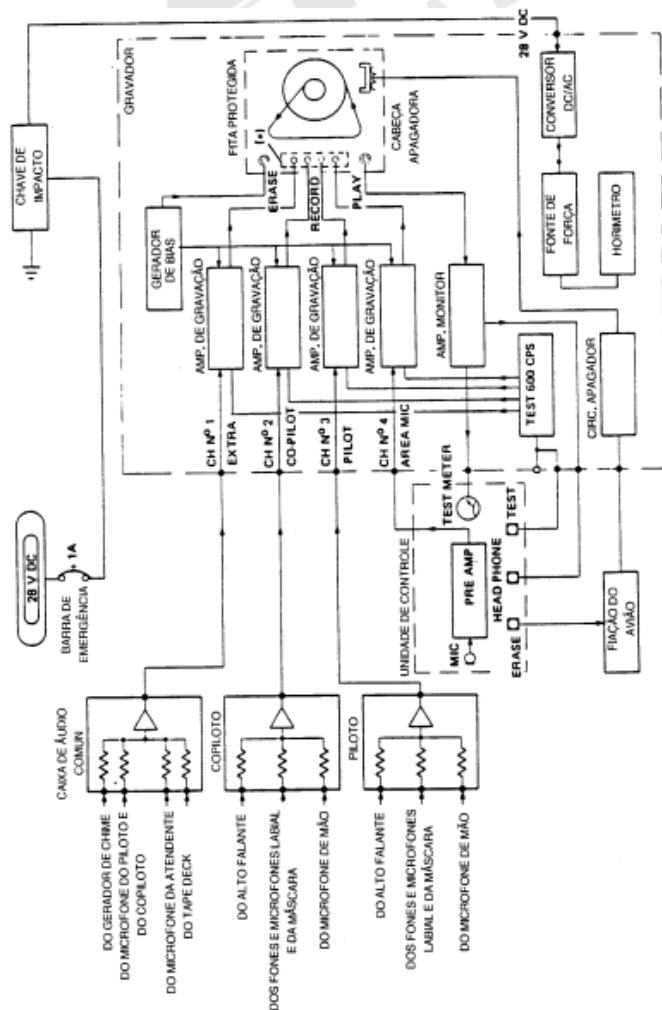 28 V DC
1A
BARRA DE
EMERGÊNCIA
CHAVE DE
IMPACTO
GRAVADOR
FITA PROTEGIDA
(+)
CABEÇA
APAGADORA
ERASE
RECORD
PLAY
28 V DC
CONVERSOR
DC/AC
FONTE DE
FORÇA
HORIMETRO
GERADOR
DE BIAS
AMP. DE GRAVAÇÃO
AMP. DE GRAVAÇÃO
AMP. DE GRAVAÇÃO
AMP. DE GRAVAÇÃO
AMP. MONITOR
TEST 600 CPS
CIRC. APAGADOR
CH Nº 1
EXTRA
CH Nº 2
CO-PILOT
CH Nº 3
PILOT
CH Nº 4
AREA MIC
CAIXA DE ÁUDIO
COMUN
DO GERADOR DE CHIME
DO MICROFONE DO PILOTO E
DO COPILOTO
DO MICROFONE DA ATENDENTE
DO TAPE DECK
COPILOTO
DO ALTO FALANTE
DOS FONES E MICROFONES LABIAL
E DA MÁSCARA
DO MICROFONE DE MÃO
PILOTO
DO ALTO FALANTE
DOS FONES E MICROFONES
LABIAL E DA MÁSCARA
DO MICROFONE DE MÃO
UNIDADE DE CONTROLE
TEST METER
MIC
PRE AMP
ERASE
HEAD PHONE
TEST
FIAÇÃO DO
AVIÃO